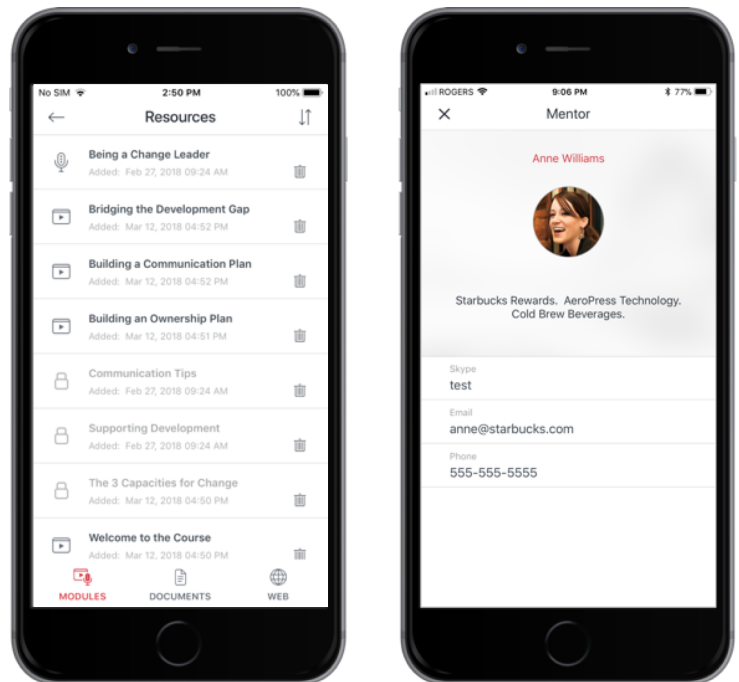 No SIM 2:50 PM 100%
Resources
Being a Change Leader
Added: Feb 27, 2018 09:24 AM
Bridging the Development Gap
Added: Mar 12, 2018 04:52 PM
Building a Communication Plan
Added: Mar 12, 2018 04:52 PM
Building an Ownership Plan
Added: Mar 12, 2018 04:51 PM
Communication Tips
Added: Feb 27, 2018 09:24 AM
Supporting Development
Added: Feb 27, 2018 09:24 AM
The 3 Capacities for Change
Added: Mar 12, 2018 04:50 PM
Welcome to the Course
Added: Mar 12, 2018 04:50 PM
MODULES DOCUMENTS WEB
ROGERS 9:06 PM 77%
Mentor
Anne Williams
Starbucks Rewards. AeroPress Technology.
Cold Brew Beverages.
Skype
test
Email
anne@starbucks.com
Phone
555-555-5555